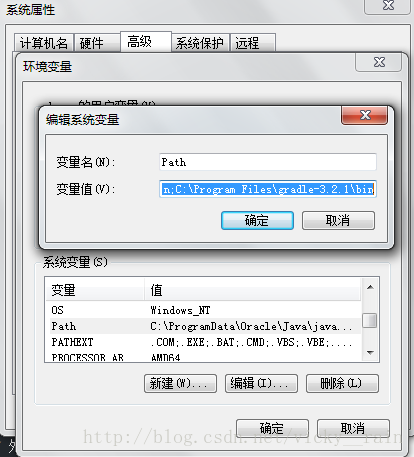 系统属性
计算机名 硬件 高级 系统保护 远程
环境变量
编辑系统变量
变量名(N): Path
变量值(V): n;C:\Program Files\gradle-3.2.1\bin
确定 取消
系统变量(S)
变量 值
OS Windows_NT
Path C:\ProgramData\Oracle\Java\java...
PATHEXT .COM;.EXE;.BAT;.CMD;.VBS;.VBE;....
PROCESSOR_AR AMD64
新建(W)... 编辑(I)... 删除(L)
确定 取消
http://blog.csdn.net/vicky_rain